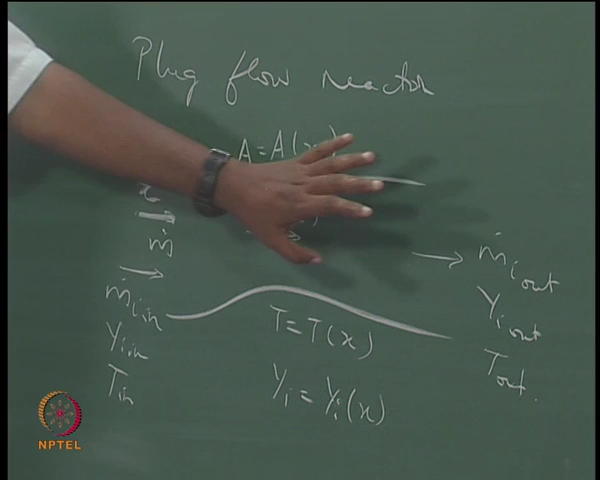 Plug flow reactor
A = A(x)
x
ṁ
ṁi in
Yi in
Tin
T = T(x)
Yi = Yi(x)
ṁi out
Yi out
Tout.
NPTEL